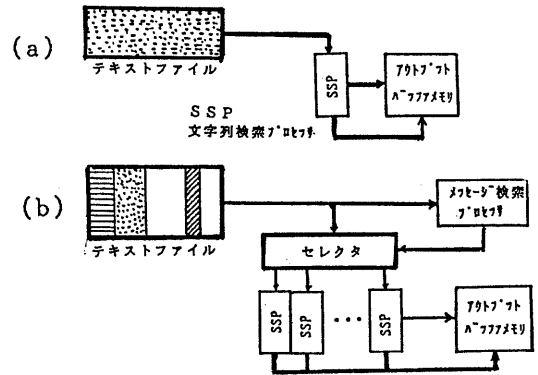 (a)
テキストファイル
SSP
アウトプット
バッファメモリ
SSP
文字列検索プロセッサ
(b)
テキストファイル
メッセージ検索
プロセッサ
セレクタ
SSP
SSP
・・・
SSP
アウトプット
バッファメモリ